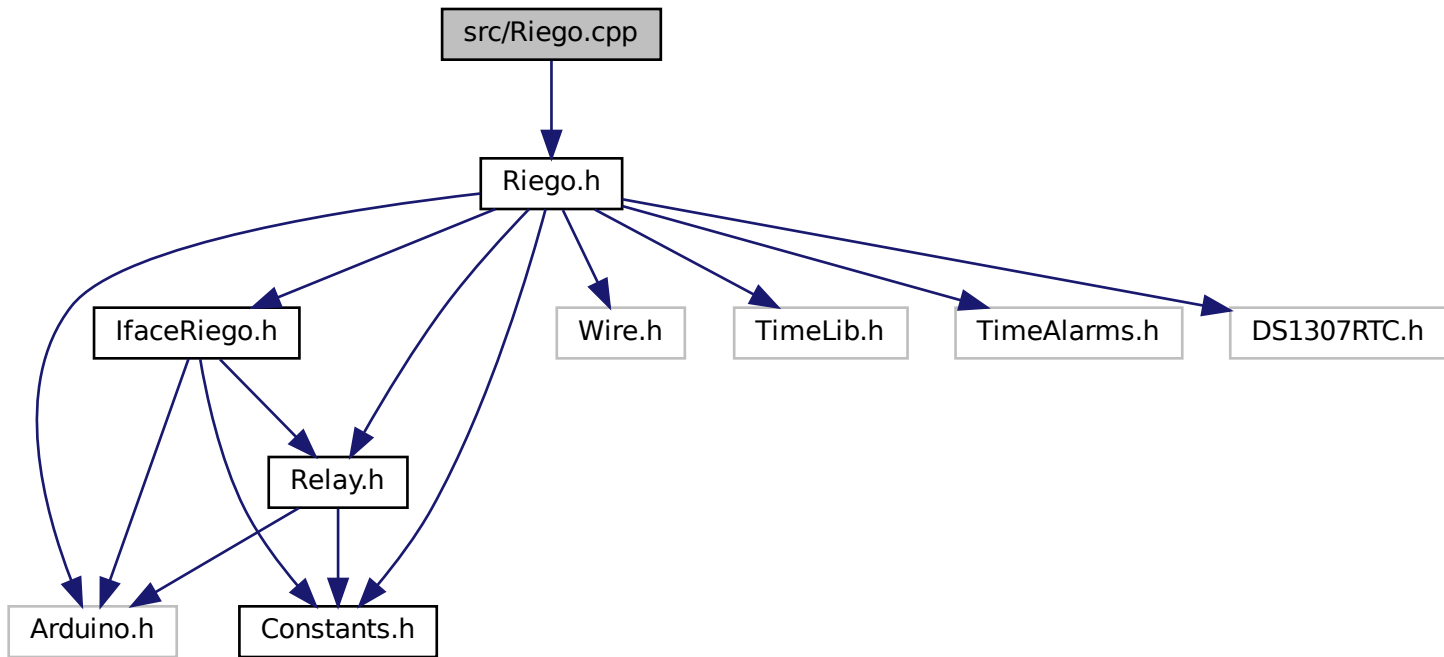 src/Riego.cpp
Riego.h
IfaceRiego.h
Wire.h
TimeLib.h
TimeAlarms.h
DS1307RTC.h
Relay.h
Arduino.h
Constants.h